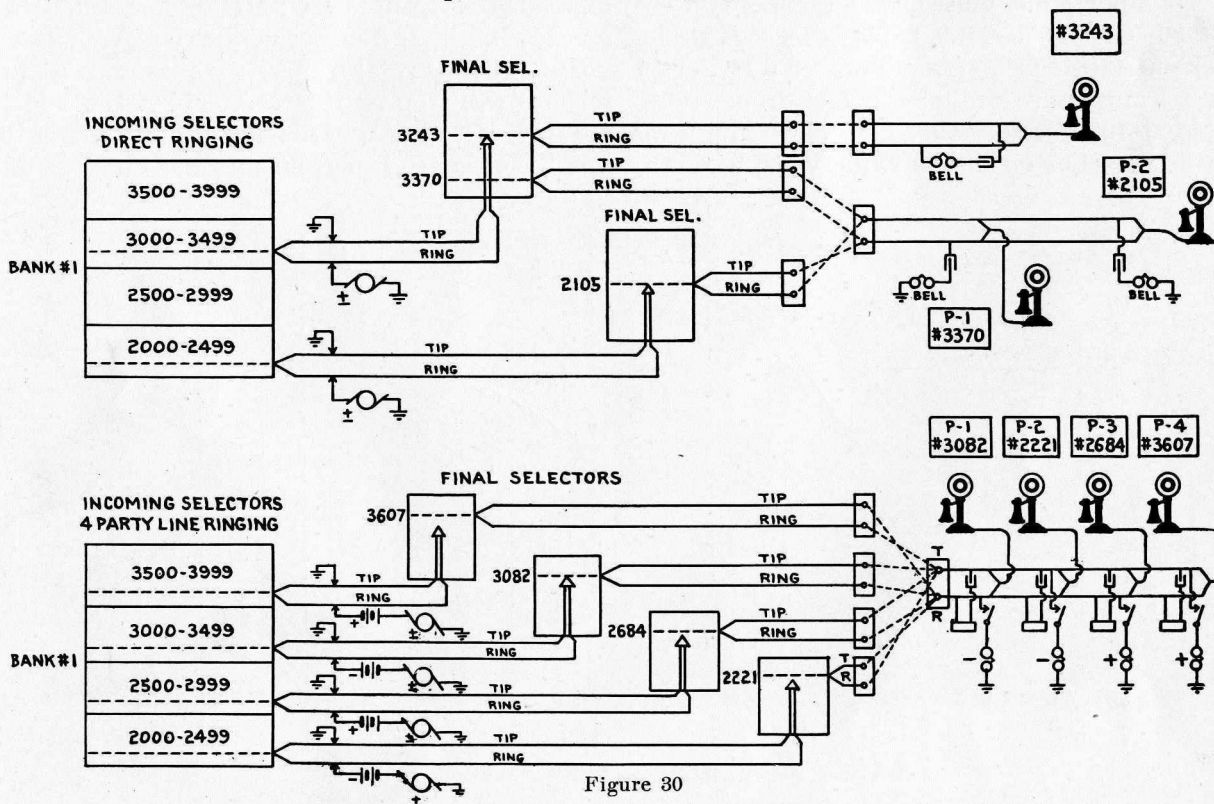 #3243
FINAL SEL.
INCOMING SELECTORS
DIRECT RINGING
3500-3999
3000-3499
2500-2999
2000-2499
BANK #1
3243
3370
TIP
RING
TIP
RING
TIP
RING
±
FINAL SEL.
2105
TIP
RING
TIP
RING
±
BELL
P-2
#2105
BELL
P-1
#3370
BELL
P-1
#3082
P-2
#2221
P-3
#2684
P-4
#3607
FINAL SELECTORS
INCOMING SELECTORS
4 PARTY LINE RINGING
3500-3999
3000-3499
2500-2999
2000-2499
BANK #1
3607
TIP
RING
TIP
RING
+
±
3082
TIP
RING
TIP
RING
-
±
2684
TIP
RING
TIP
RING
+
±
2221
T
R
TIP
RING
-
±
T
R
-
-
+
+
Figure 30